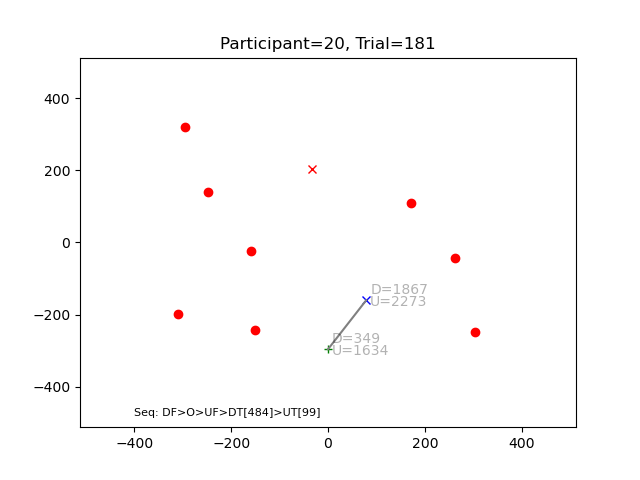 Participant=20, Trial=181
400
200
0
−200
−400
D=1867
U=2273
D=349
U=1634
Seq: DF>O>UF>DT[484]>UT[99]
−400
−200
0
200
400